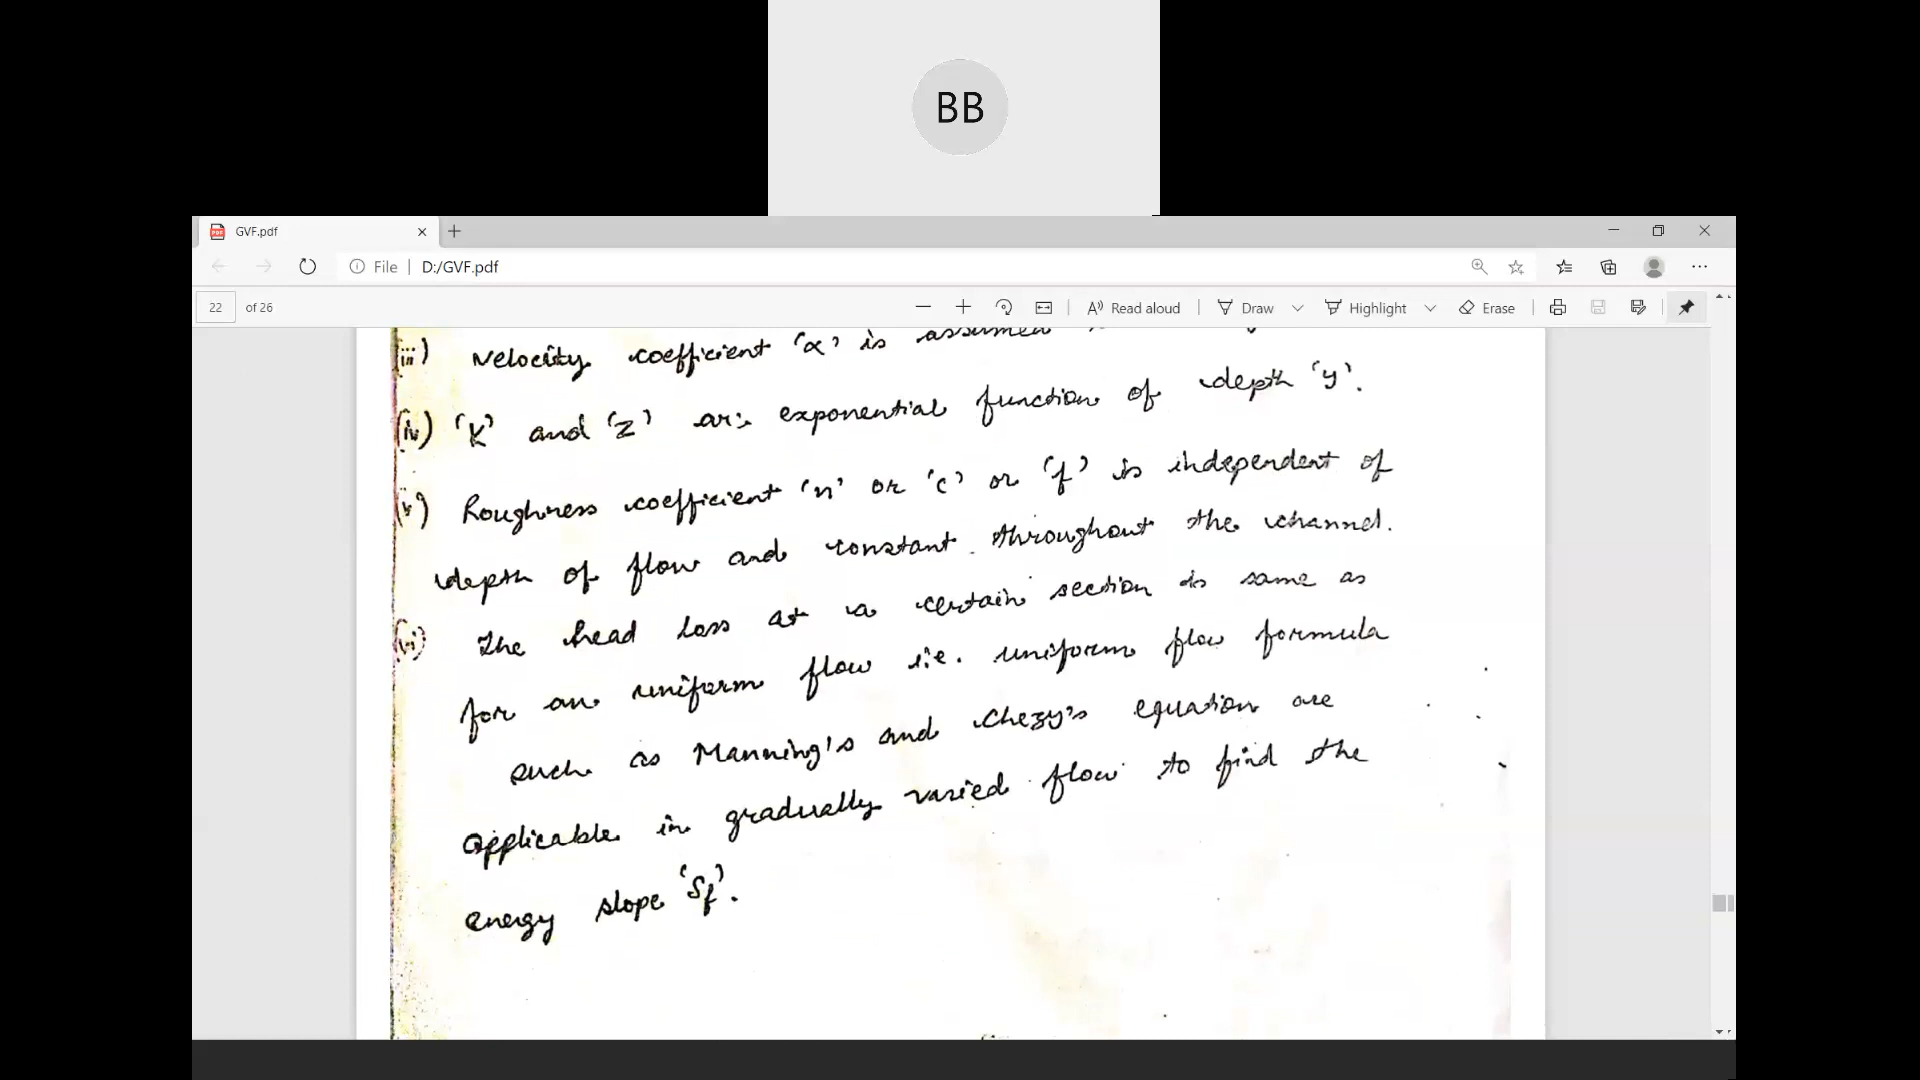 BB
GVF.pdf
File | D:/GVF.pdf
22 of 26
Read aloud
Draw
Highlight
Erase
(iii) Velocity coefficient 'α' is assumed
(iv) 'K' and 'Z' are exponential function of depth 'y'.
(v) Roughness coefficient 'n' or 'c' or 'f' is independent of
depth of flow and constant throughout the channel.
(vi) The head loss at a certain section is same as
for an uniform flow i.e. uniform flow formula
such as Manning's and Chezy's equation are
applicable in gradually varied flow to find the
energy slope 'Sf'.